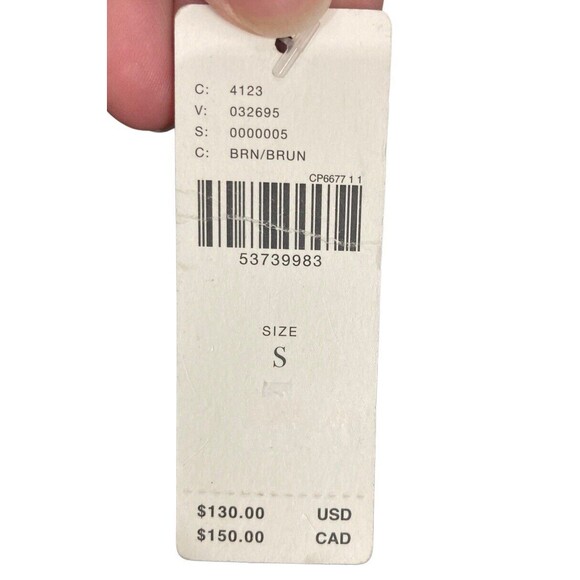 C: 4123
V: 032695
S: 0000005
C: BRN/BRUN
CP6677 1 1
53739983
SIZE
S
$130.00 USD
$150.00 CAD